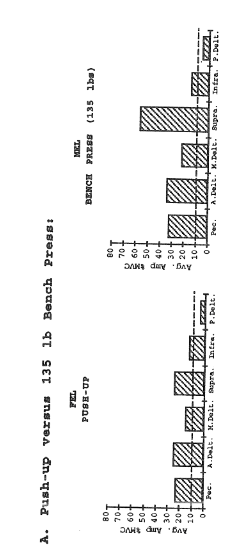 A. Push-up versus 135 lb Bench Press:
FEL
PUSH-UP
Avg. Amp %MVC
80
70
60
50
40
30
20
10
0
Pec.
A.Delt.
M.Delt.
Supra.
Infra.
P.Delt.
MEL
BENCH PRESS (135 lbs)
Avg. Amp %MVC
80
70
60
50
40
30
20
10
0
Pec.
A.Delt.
M.Delt.
Supra.
Infra.
P.Delt.